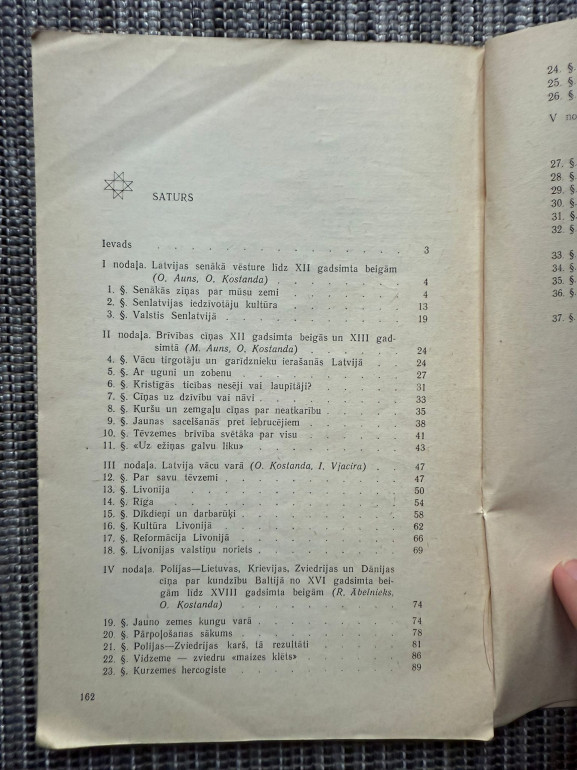 SATURS
Ievads . . . . . . . . . . . . . . 3
I nodaļa. Latvijas senākā vēsture līdz XII gadsimta beigām
(O. Auns, O. Kostanda) . . . . . . . 4
1. §. Senākās ziņas par mūsu zemi . . . . . . 4
2. §. Senlatvijas iedzīvotāju kultūra . . . . . . 13
3. §. Valstis Senlatvijā . . . . . . . . . 19
II nodaļa. Brīvības cīņas XII gadsimta beigās un XIII gad-
simtā (M. Auns, O. Kostanda) . . . . . 24
4. §. Vācu tirgotāju un garīdznieku ierašanās Latvijā 24
5. §. Ar uguni un zobenu . . . . . . . . 27
6. §. Kristīgās ticības nesēji vai laupītāji? . . . . 31
7. §. Cīņas uz dzīvību vai nāvi . . . . . . . 33
8. §. Kuršu un zemgaļu cīņas par neatkarību . . . 35
9. §. Jaunas sacelšanās pret iebrucējiem . . . . 38
10. §. Tēvzemes brīvība svētāka par visu . . . . 41
11. §. «Uz ežiņas galvu liku» . . . . . . . 43
III nodaļa. Latvija vācu varā (O. Kostanda, I. Vjacira) . . 47
12. §. Par savu tēvzemi . . . . . . . . . 47
13. §. Livonija . . . . . . . . . . . 50
14. §. Rīga . . . . . . . . . . . . 54
15. §. Dīkdieņi un darbarūķi . . . . . . . . 58
16. §. Kultūra Livonijā . . . . . . . . . 62
17. §. Reformācija Livonijā . . . . . . . . 66
18. §. Livonijas valstiņu noriets . . . . . . . 69
IV nodaļa. Polijas—Lietuvas, Krievijas, Zviedrijas un Dānijas
cīņa par kundzību Baltijā no XVI gadsimta bei-
gām līdz XVIII gadsimta beigām (R. Ābelnieks,
O. Kostanda) . . . . . . . . . . 74
19. §. Jauno zemes kungu varā . . . . . . . 74
20. §. Pārpoļošanas sākums . . . . . . . . 78
21. §. Polijas—Zviedrijas karš, tā rezultāti . . . . 81
22. §. Vidzeme — zviedru «maizes klēts» . . . . 86
23. §. Kurzemes hercogiste . . . . . . . . 89
162
24. §.
25. §.
26. §.
V
27. §.
28. §.
29. §.
30. §.
31. §.
32. §.
33. §.
34. §.
35. §.
36. §.
37. §.